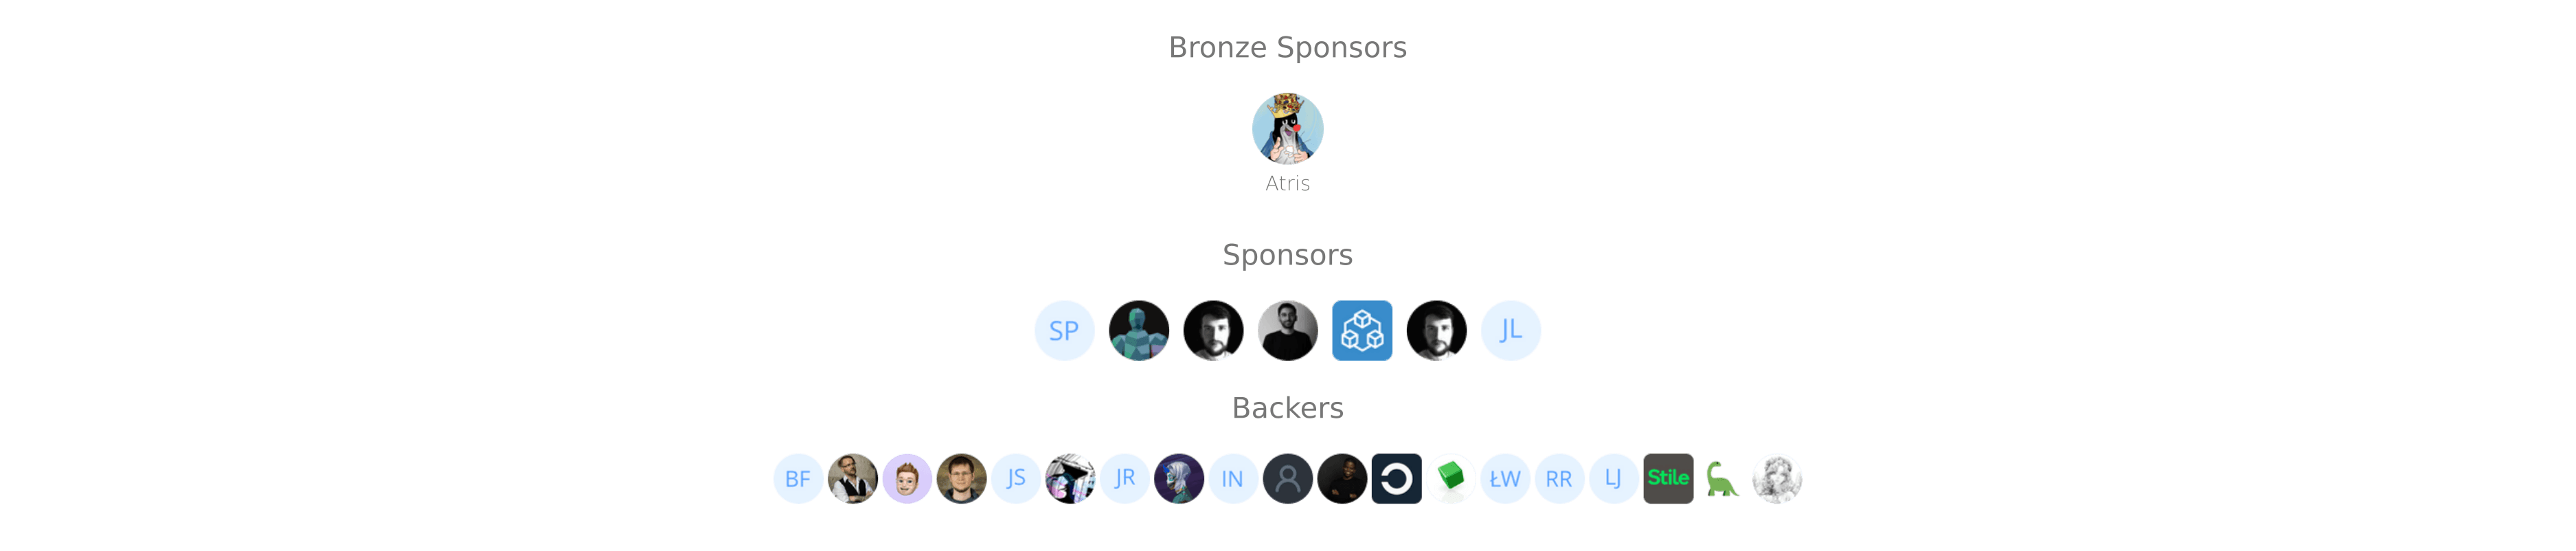 Bronze Sponsors
Atris
Sponsors
SP JL
Backers
BF JS JR IN ŁW RR LJ Stile